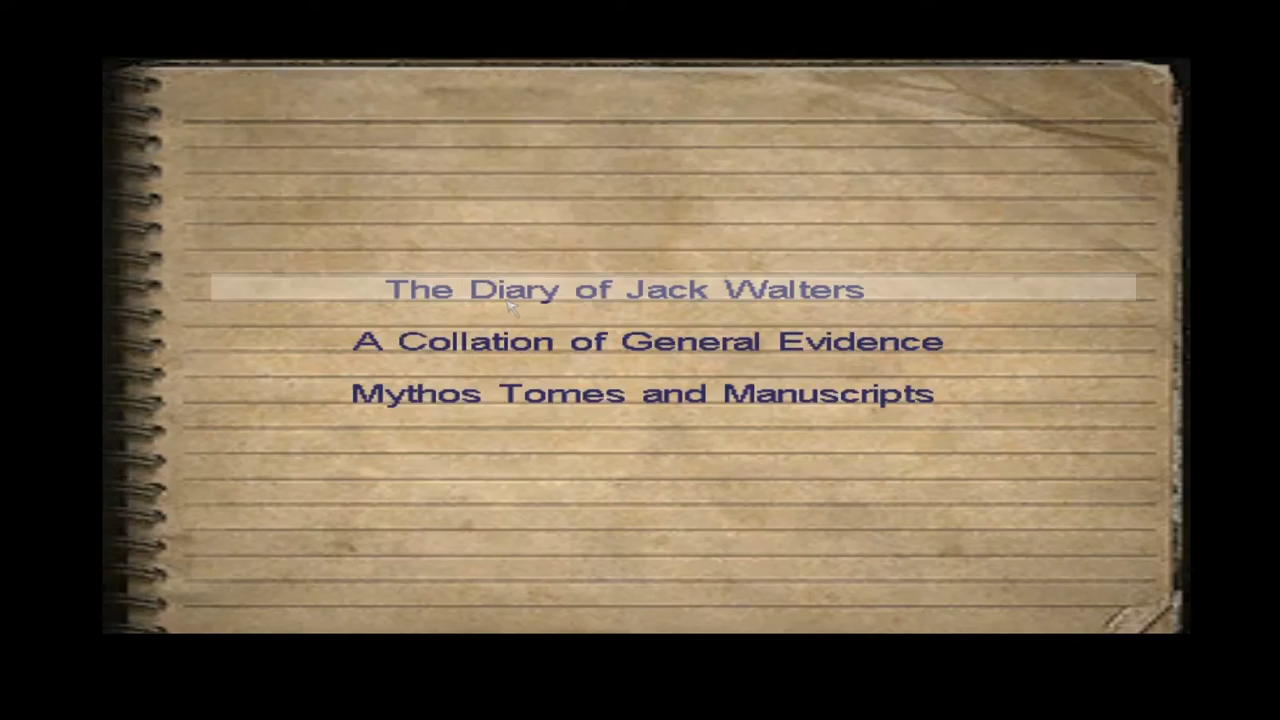 The Diary of Jack Walters
A Collation of General Evidence
Mythos Tomes and Manuscripts